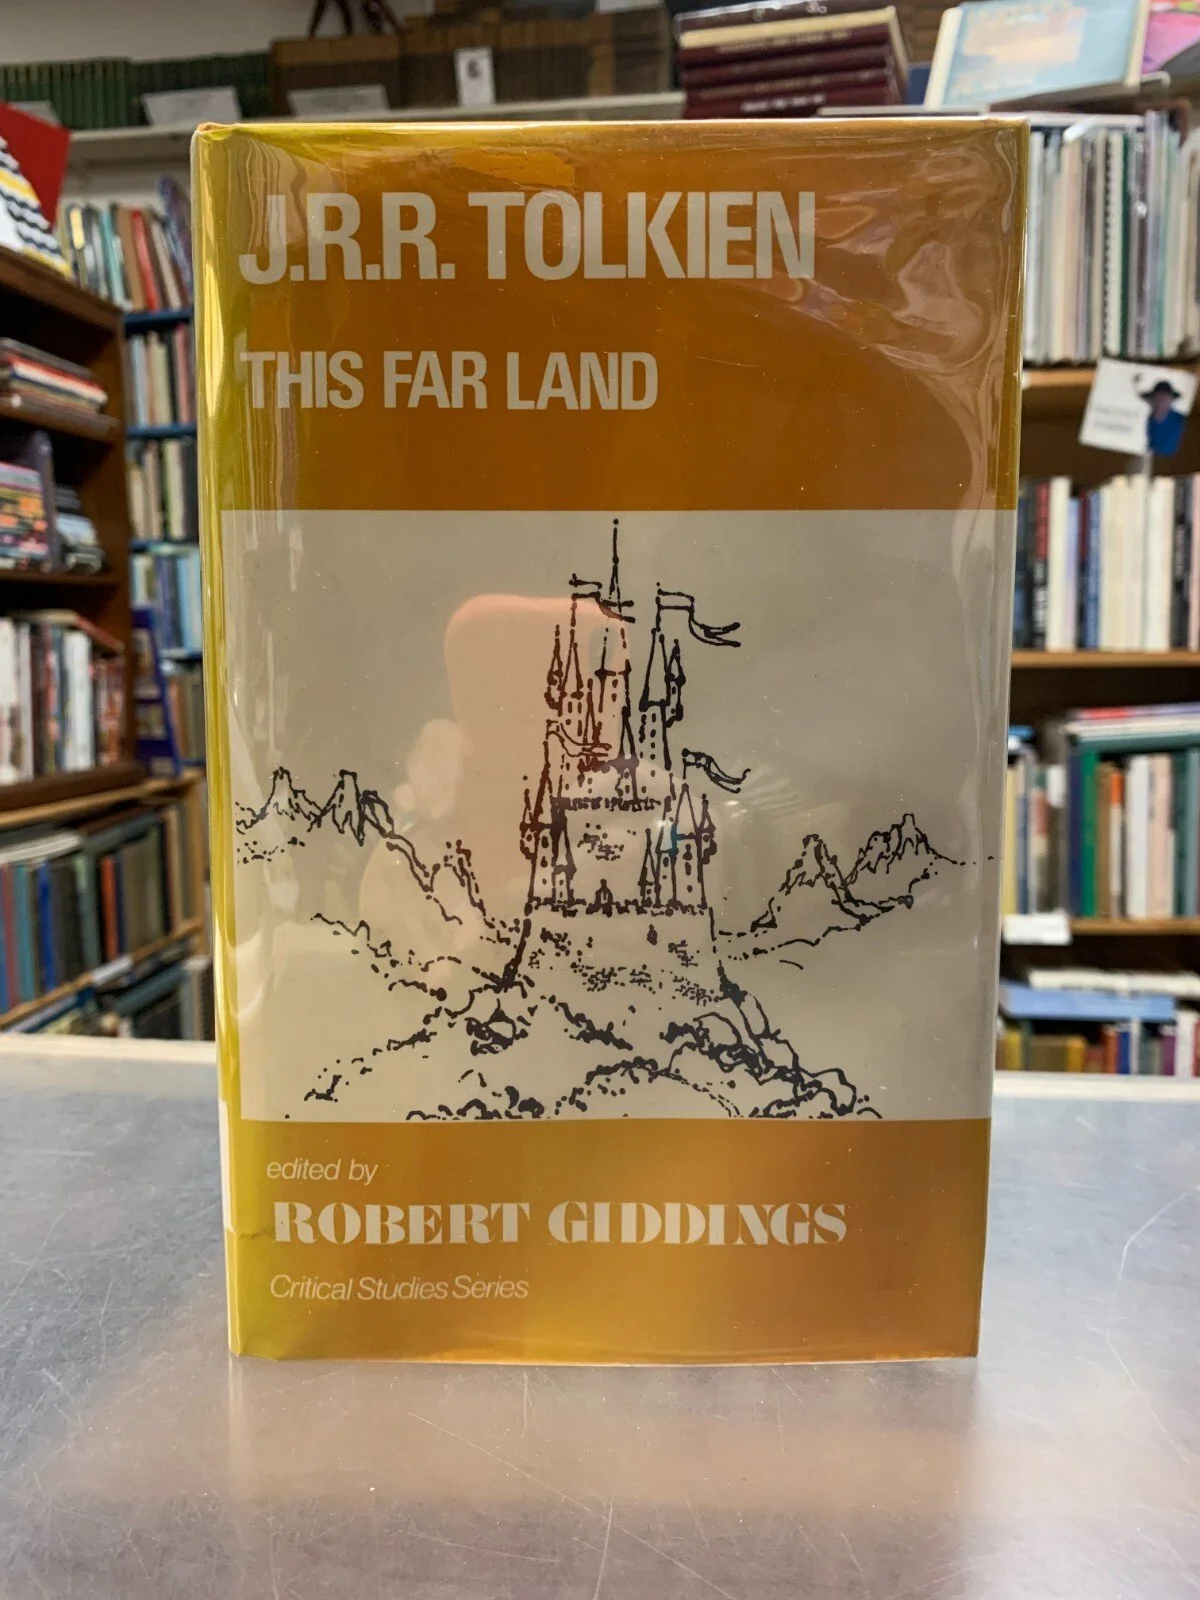 J.R.R. TOLKIEN
THIS FAR LAND
edited by
ROBERT GIDDINGS
Critical Studies Series